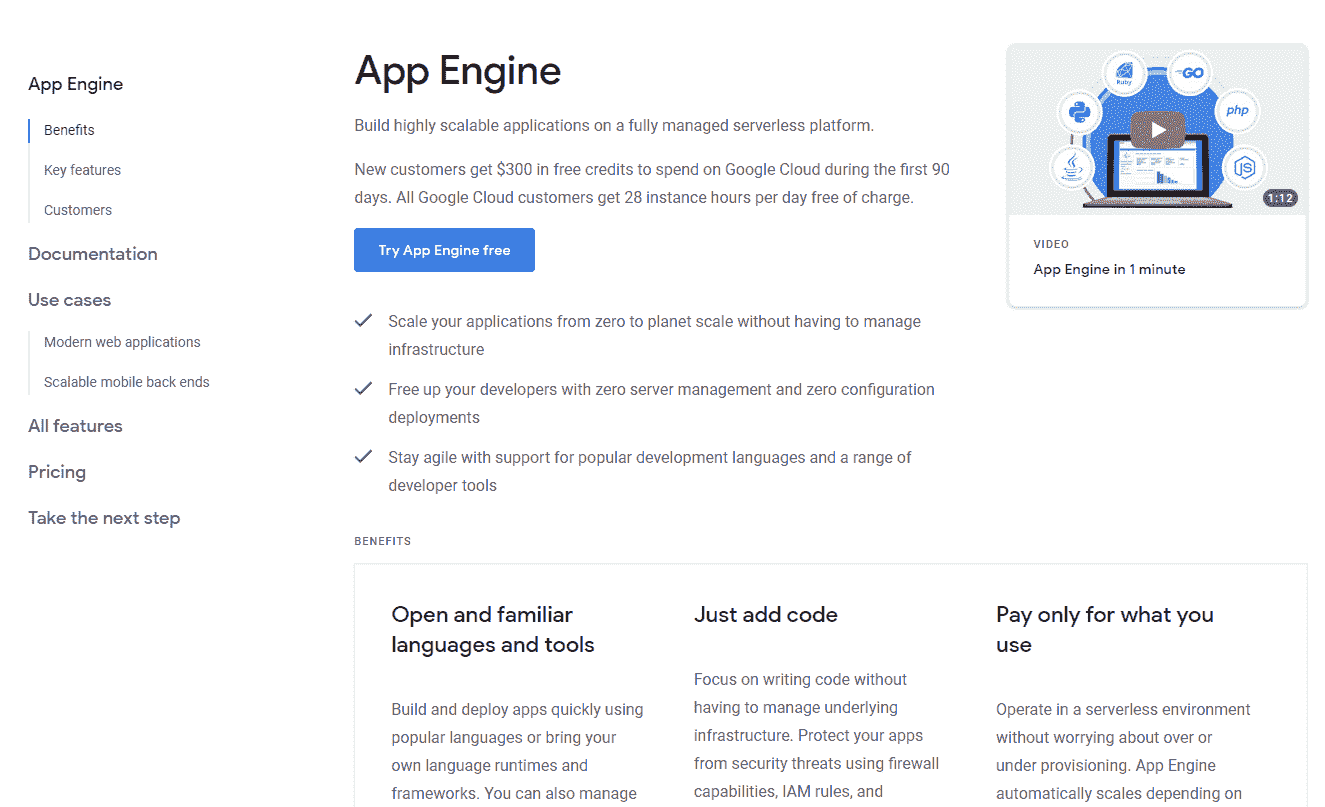 App Engine
Benefits
Key features
Customers
Documentation
Use cases
Modern web applications
Scalable mobile back ends
All features
Pricing
Take the next step
App Engine
Build highly scalable applications on a fully managed serverless platform.
New customers get $300 in free credits to spend on Google Cloud during the first 90
days. All Google Cloud customers get 28 instance hours per day free of charge.
Try App Engine free
Scale your applications from zero to planet scale without having to manage
infrastructure
Free up your developers with zero server management and zero configuration
deployments
Stay agile with support for popular development languages and a range of
developer tools
Ruby
GO
php
JS
1:12
VIDEO
App Engine in 1 minute
BENEFITS
Open and familiar
languages and tools
Build and deploy apps quickly using
popular languages or bring your
own language runtimes and
frameworks. You can also manage
Just add code
Focus on writing code without
having to manage underlying
infrastructure. Protect your apps
from security threats using firewall
capabilities, IAM rules, and
Pay only for what you
use
Operate in a serverless environment
without worrying about over or
under provisioning. App Engine
automatically scales depending on